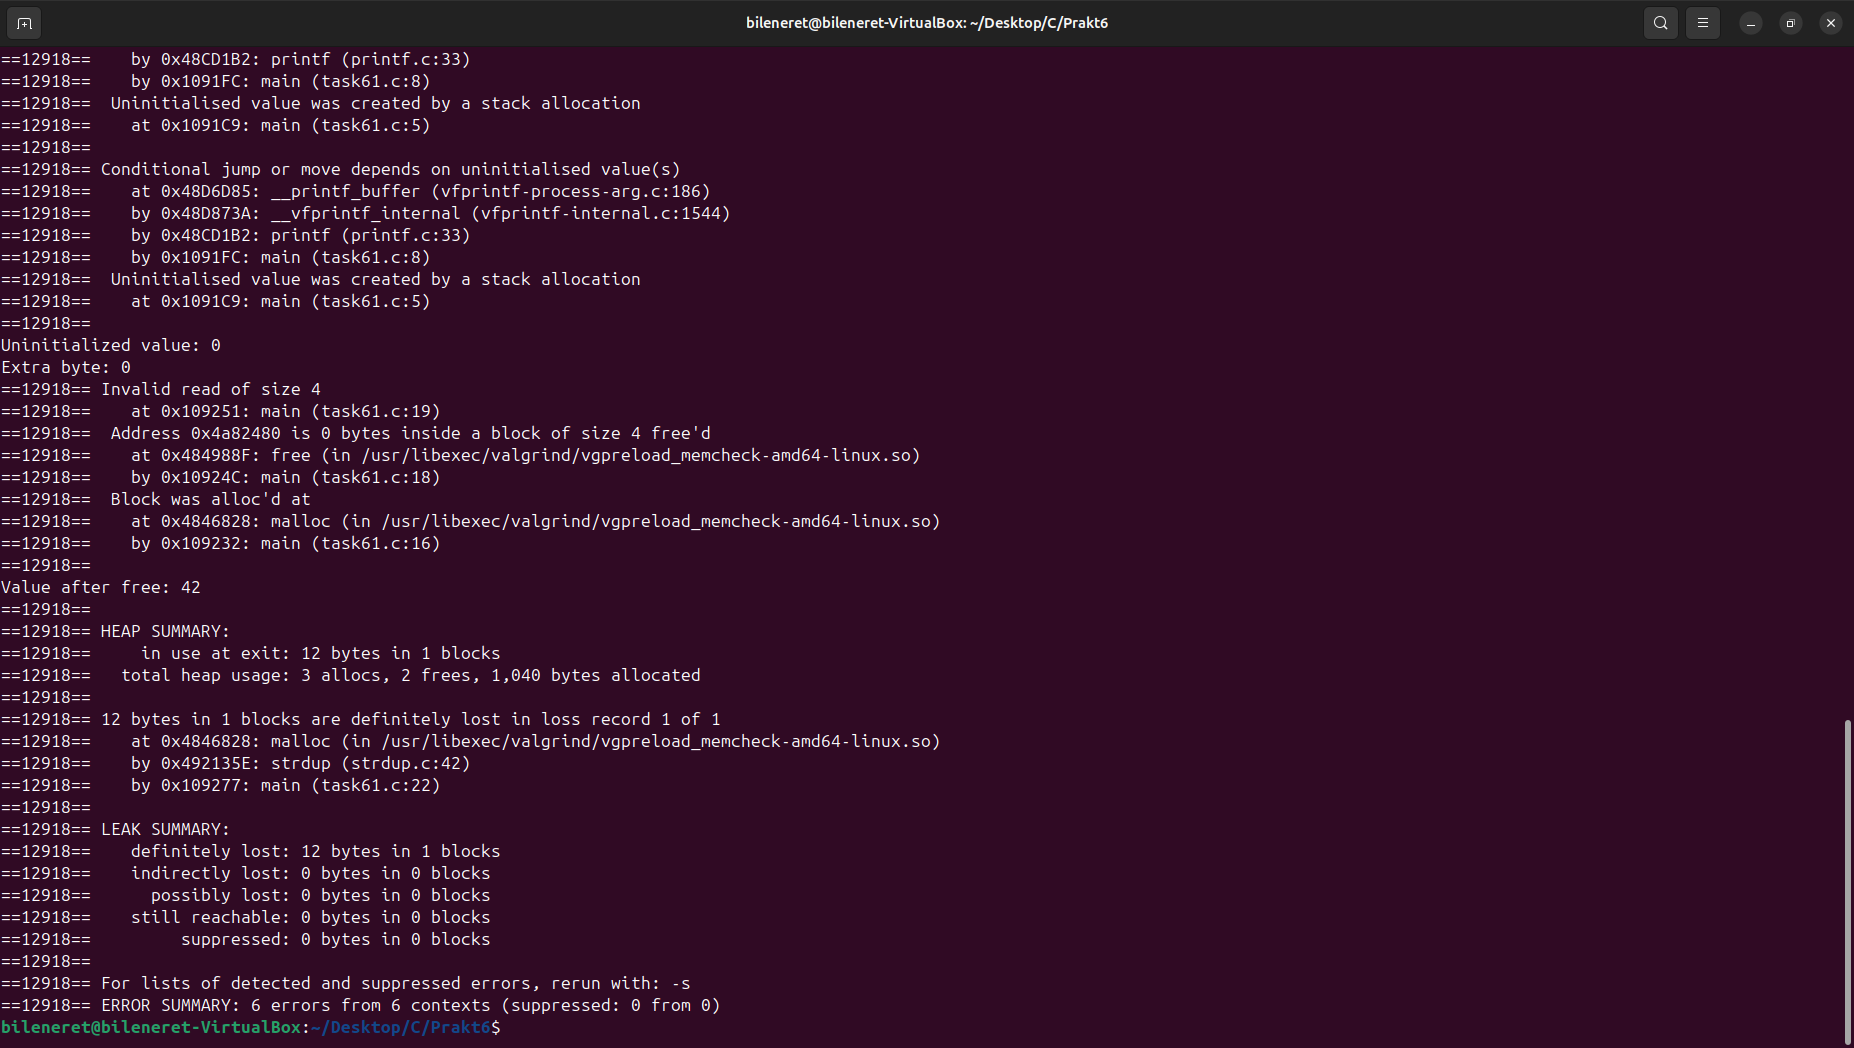 bileneret@bileneret-VirtualBox: ~/Desktop/C/Prakt6
==12918==    by 0x48CD1B2: printf (printf.c:33)
==12918==    by 0x1091FC: main (task61.c:8)
==12918==  Uninitialised value was created by a stack allocation
==12918==    at 0x1091C9: main (task61.c:5)
==12918==
==12918== Conditional jump or move depends on uninitialised value(s)
==12918==    at 0x48D6D85: __printf_buffer (vfprintf-process-arg.c:186)
==12918==    by 0x48D873A: __vfprintf_internal (vfprintf-internal.c:1544)
==12918==    by 0x48CD1B2: printf (printf.c:33)
==12918==    by 0x1091FC: main (task61.c:8)
==12918==  Uninitialised value was created by a stack allocation
==12918==    at 0x1091C9: main (task61.c:5)
==12918==
Uninitialized value: 0
Extra byte: 0
==12918== Invalid read of size 4
==12918==    at 0x109251: main (task61.c:19)
==12918==  Address 0x4a82480 is 0 bytes inside a block of size 4 free'd
==12918==    at 0x484988F: free (in /usr/libexec/valgrind/vgpreload_memcheck-amd64-linux.so)
==12918==    by 0x10924C: main (task61.c:18)
==12918==  Block was alloc'd at
==12918==    at 0x4846828: malloc (in /usr/libexec/valgrind/vgpreload_memcheck-amd64-linux.so)
==12918==    by 0x109232: main (task61.c:16)
==12918==
Value after free: 42
==12918==
==12918== HEAP SUMMARY:
==12918==     in use at exit: 12 bytes in 1 blocks
==12918==   total heap usage: 3 allocs, 2 frees, 1,040 bytes allocated
==12918==
==12918== 12 bytes in 1 blocks are definitely lost in loss record 1 of 1
==12918==    at 0x4846828: malloc (in /usr/libexec/valgrind/vgpreload_memcheck-amd64-linux.so)
==12918==    by 0x492135E: strdup (strdup.c:42)
==12918==    by 0x109277: main (task61.c:22)
==12918==
==12918== LEAK SUMMARY:
==12918==    definitely lost: 12 bytes in 1 blocks
==12918==    indirectly lost: 0 bytes in 0 blocks
==12918==      possibly lost: 0 bytes in 0 blocks
==12918==    still reachable: 0 bytes in 0 blocks
==12918==         suppressed: 0 bytes in 0 blocks
==12918==
==12918== For lists of detected and suppressed errors, rerun with: -s
==12918== ERROR SUMMARY: 6 errors from 6 contexts (suppressed: 0 from 0)
bileneret@bileneret-VirtualBox:~/Desktop/C/Prakt6$